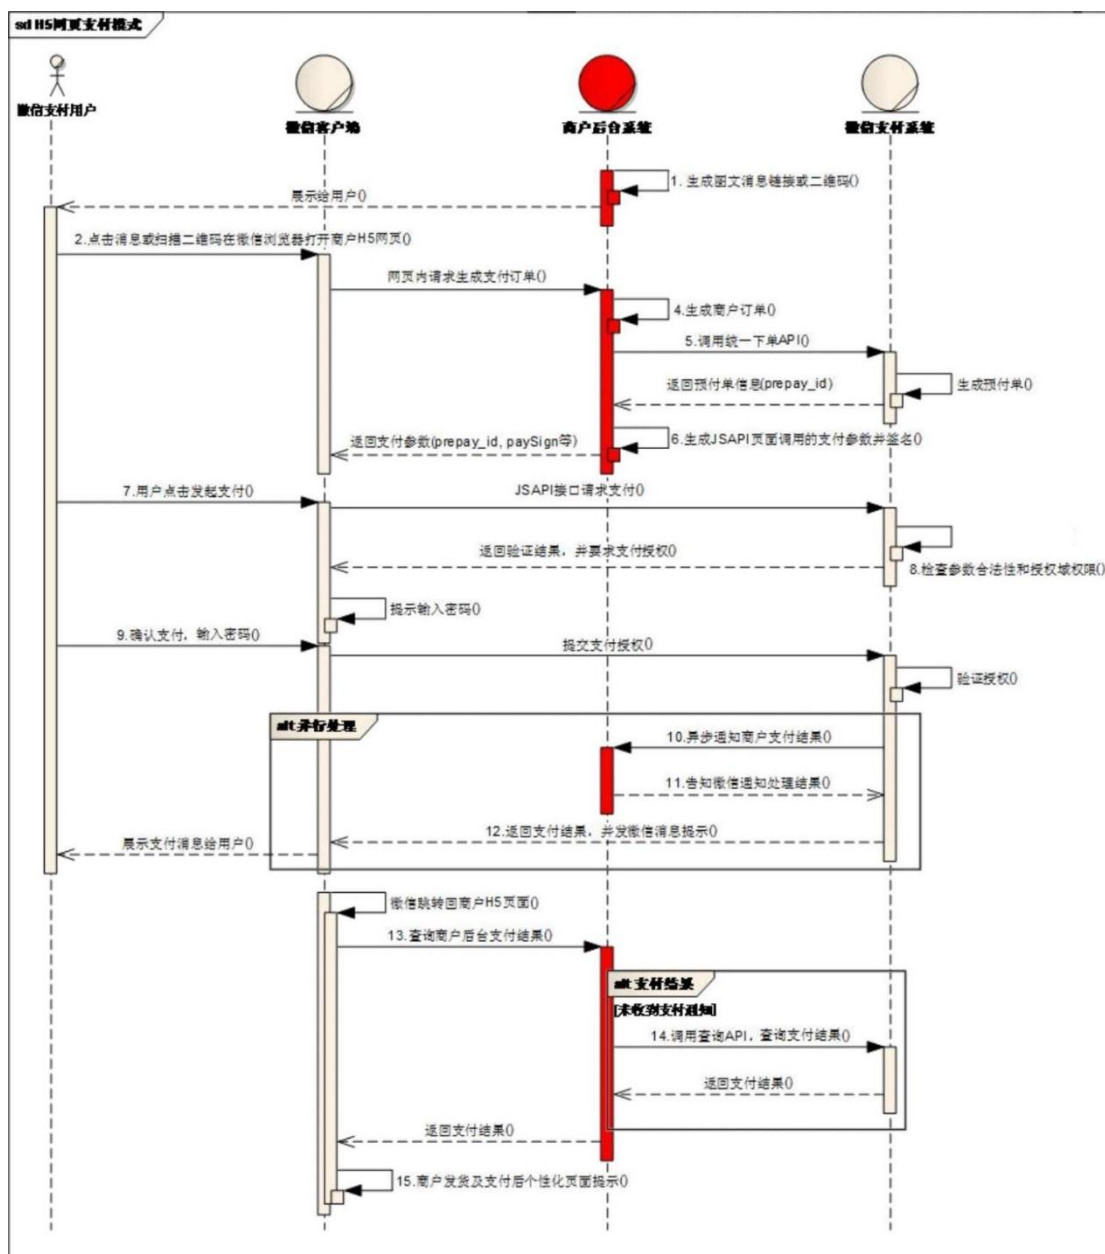 sd H5网页支付模式
微信支付用户
微信客户端
商户后台系统
微信支付系统
1. 生成图文消息链接或二维码()
展示给用户()
2.点击消息或扫描二维码在微信浏览器打开商户H5网页()
网页内请求生成支付订单()
4.生成商户订单()
5.调用统一下单API()
返回预付单信息(prepay_id)
生成预付单()
返回支付参数(prepay_id, paySign等)
6.生成JSAPI页面调用的支付参数并签名()
7.用户点击发起支付()
JSAPI接口请求支付()
返回验证结果，并要求支付授权()
8.检查参数合法性和授权域权限()
提示输入密码()
9.确认支付，输入密码()
提交支付授权()
验证授权()
alt 并行处理
10.异步通知商户支付结果()
11.告知微信通知处理结果()
12.返回支付结果，并发微信消息提示()
展示支付消息给用户()
微信跳转回商户H5页面()
13.查询商户后台支付结果()
alt 支付结果
[未收到支付通知]
14.调用查询API，查询支付结果()
返回支付结果()
返回支付结果()
15.商户发货及支付后个性化页面提示()